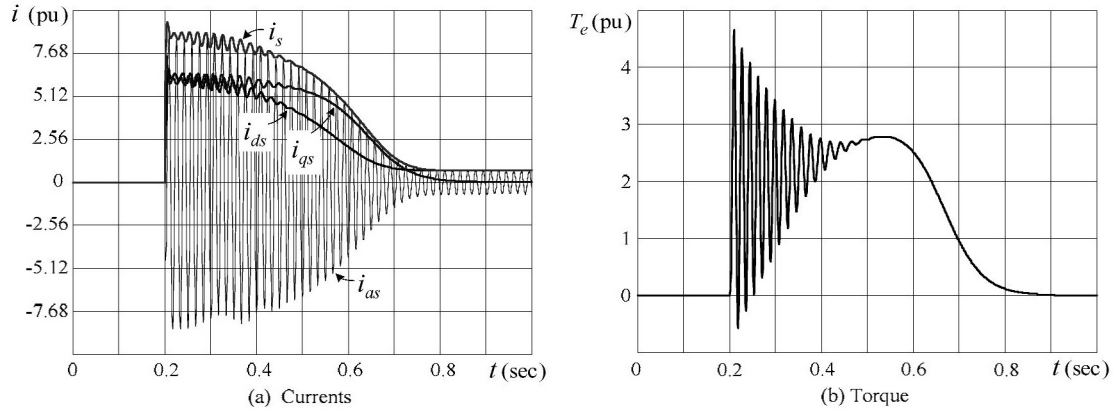 i (pu)
7.68
5.12
2.56
0
-2.56
-5.12
-7.68
i_s
i_ds
i_qs
i_as
0
0.2
0.4
0.6
0.8
t (sec)
(a) Currents
T_e (pu)
4
3
2
1
0
0
0.2
0.4
0.6
0.8
t (sec)
(b) Torque